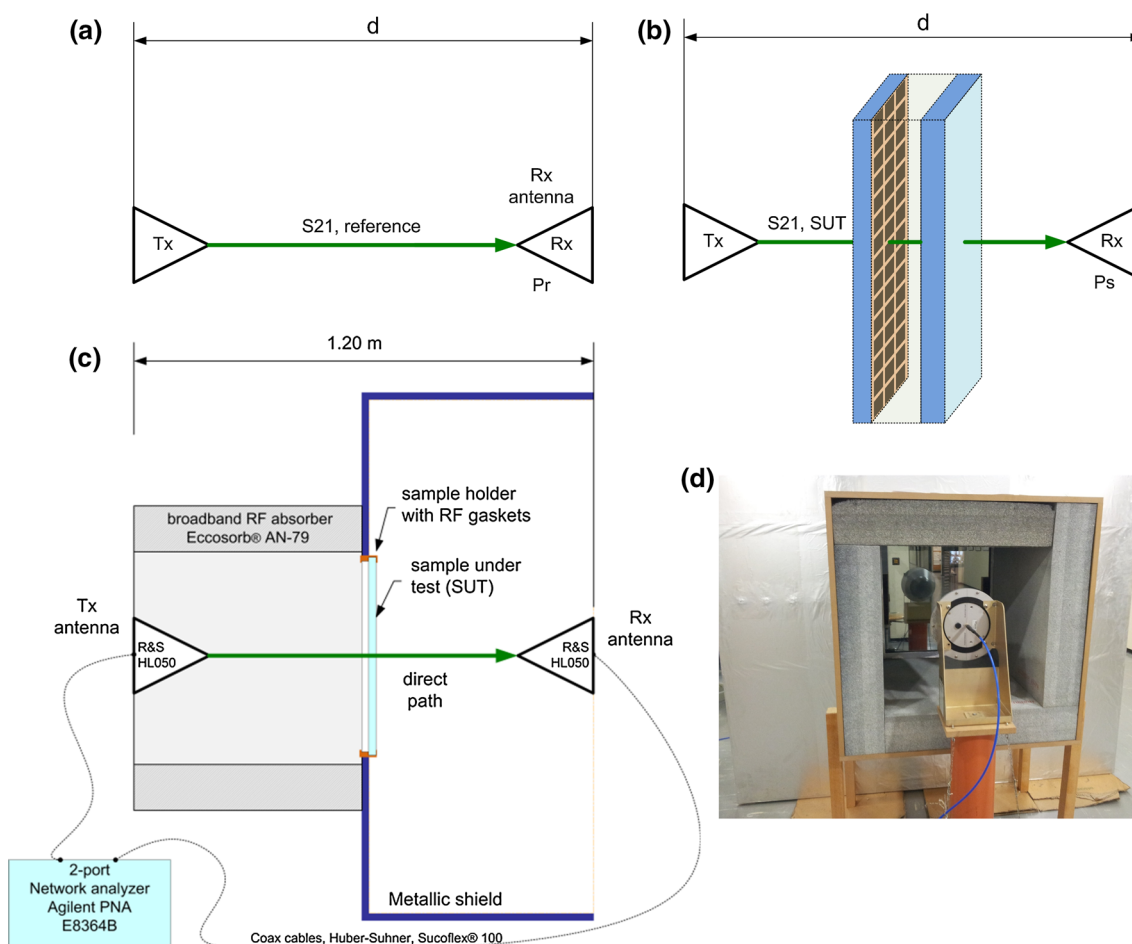 (a)
d
Rx
antenna
S21, reference
Tx
Rx
Pr
(b)
d
S21, SUT
Tx
Rx
Ps
(c)
1.20 m
sample holder
with RF gaskets
broadband RF absorber
Eccosorb® AN-79
sample under
test (SUT)
Tx
antenna
R&S
HL050
direct
path
Rx
antenna
R&S
HL050
2-port
Network analyzer
Agilent PNA
E8364B
Metallic shield
Coax cables, Huber-Suhner, Sucoflex® 100
(d)